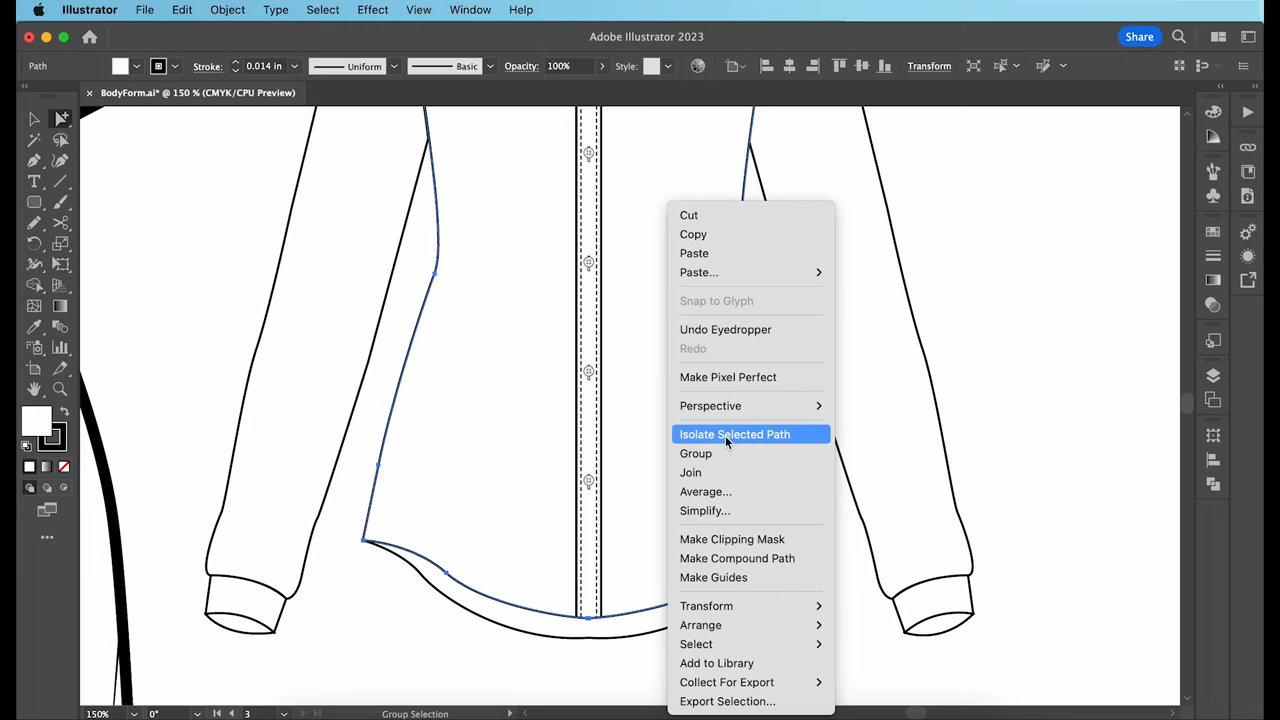 Illustrator File Edit Object Type Select Effect View Window Help
Adobe Illustrator 2023
Share
Path Stroke: 0.014 in Uniform Basic Opacity: 100% Style: Transform
× BodyForm.ai* @ 150 % (CMYK/CPU Preview)
Cut
Copy
Paste
Paste...
Snap to Glyph
Undo Eyedropper
Redo
Make Pixel Perfect
Perspective
Isolate Selected Path
Group
Join
Average...
Simplify...
Make Clipping Mask
Make Compound Path
Make Guides
Transform
Arrange
Select
Add to Library
Collect For Export
Export Selection...
150% 0° 3 Group Selection